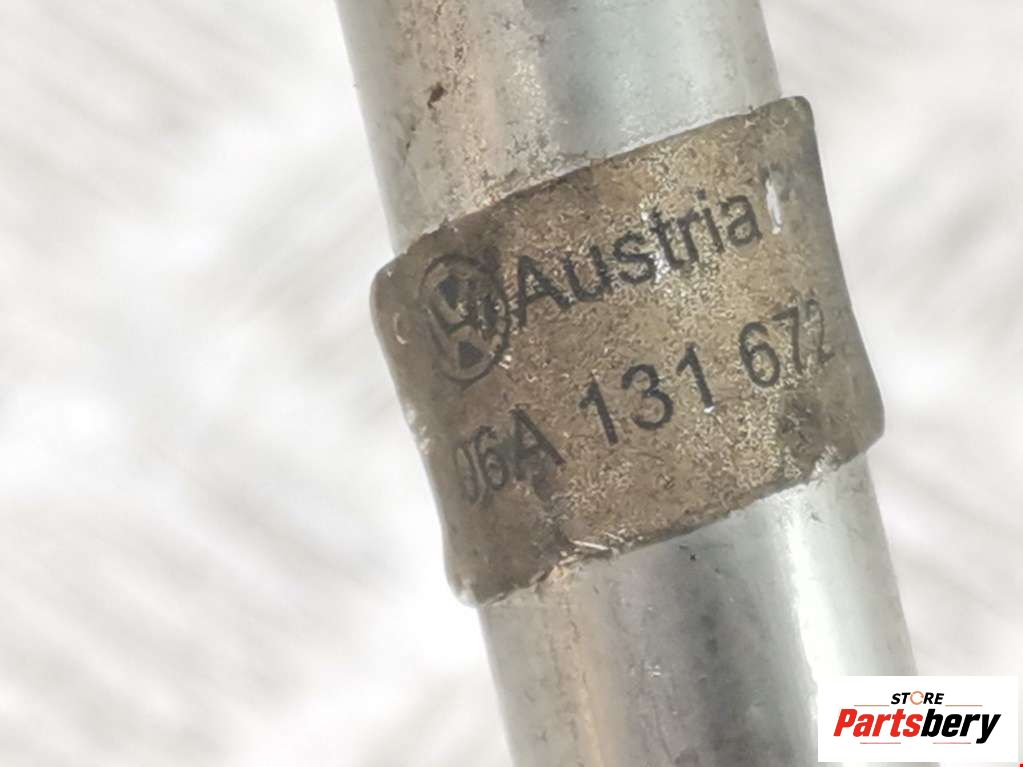 Austria
06A 131 672
STORE
Partsbery